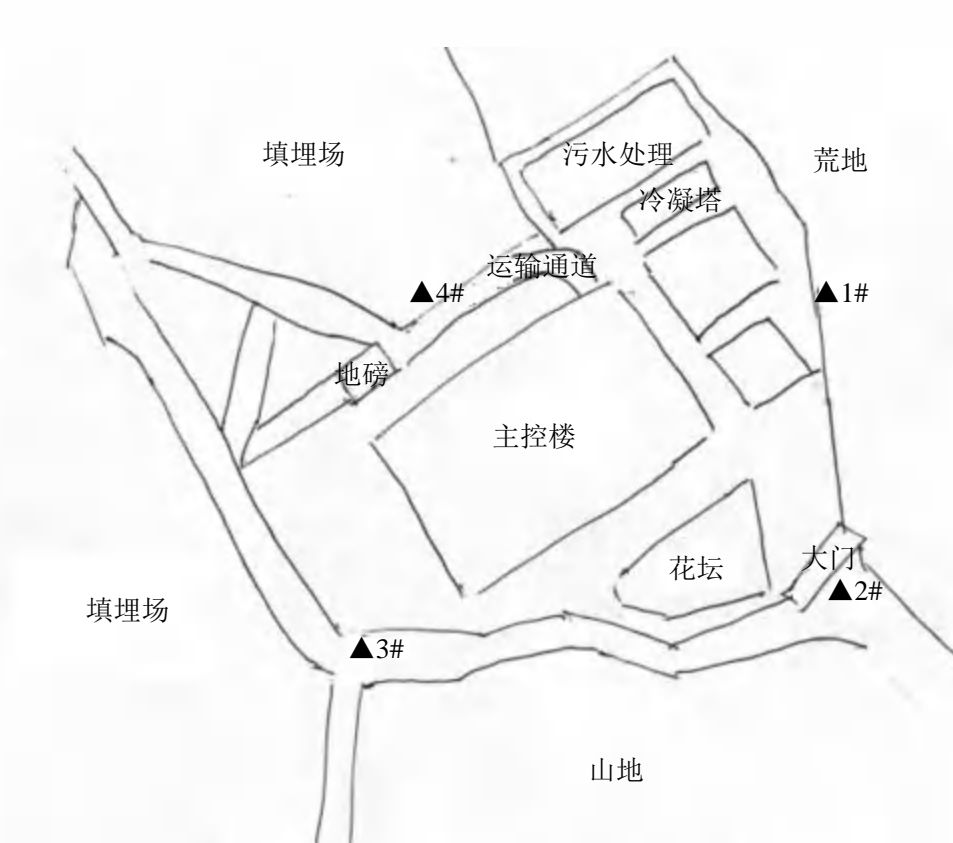 填埋场
污水处理
荒地
冷凝塔
运输通道
▲4#
▲1#
地磅
主控楼
大门
花坛
▲2#
填埋场
▲3#
山地